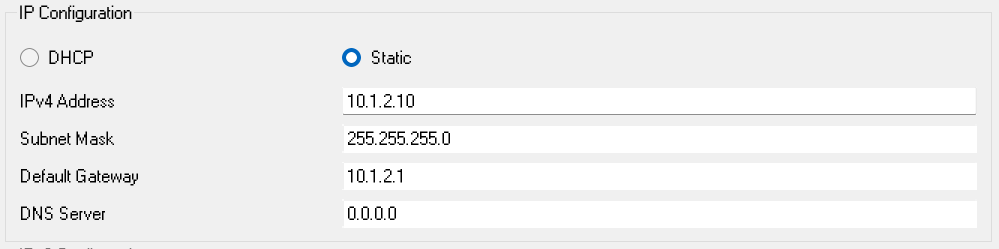 IP Configuration
DHCP Static
IPv4 Address 10.1.2.10
Subnet Mask 255.255.255.0
Default Gateway 10.1.2.1
DNS Server 0.0.0.0